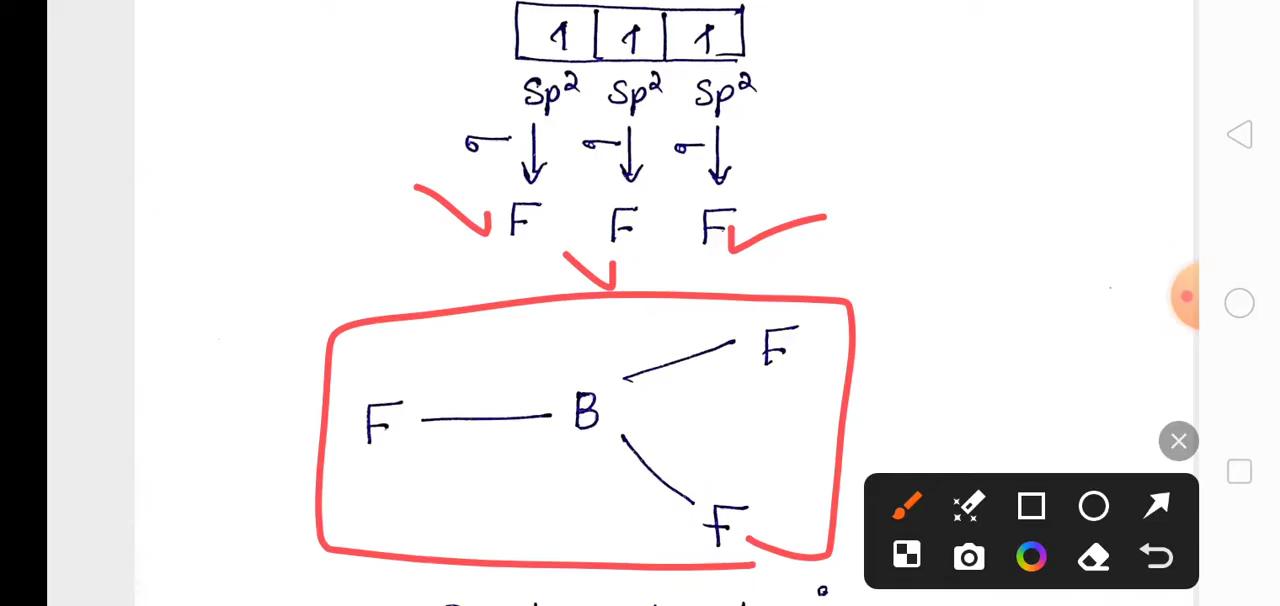 1 1 1
Sp² Sp² Sp²
σ σ σ
F F F
F
F B
F